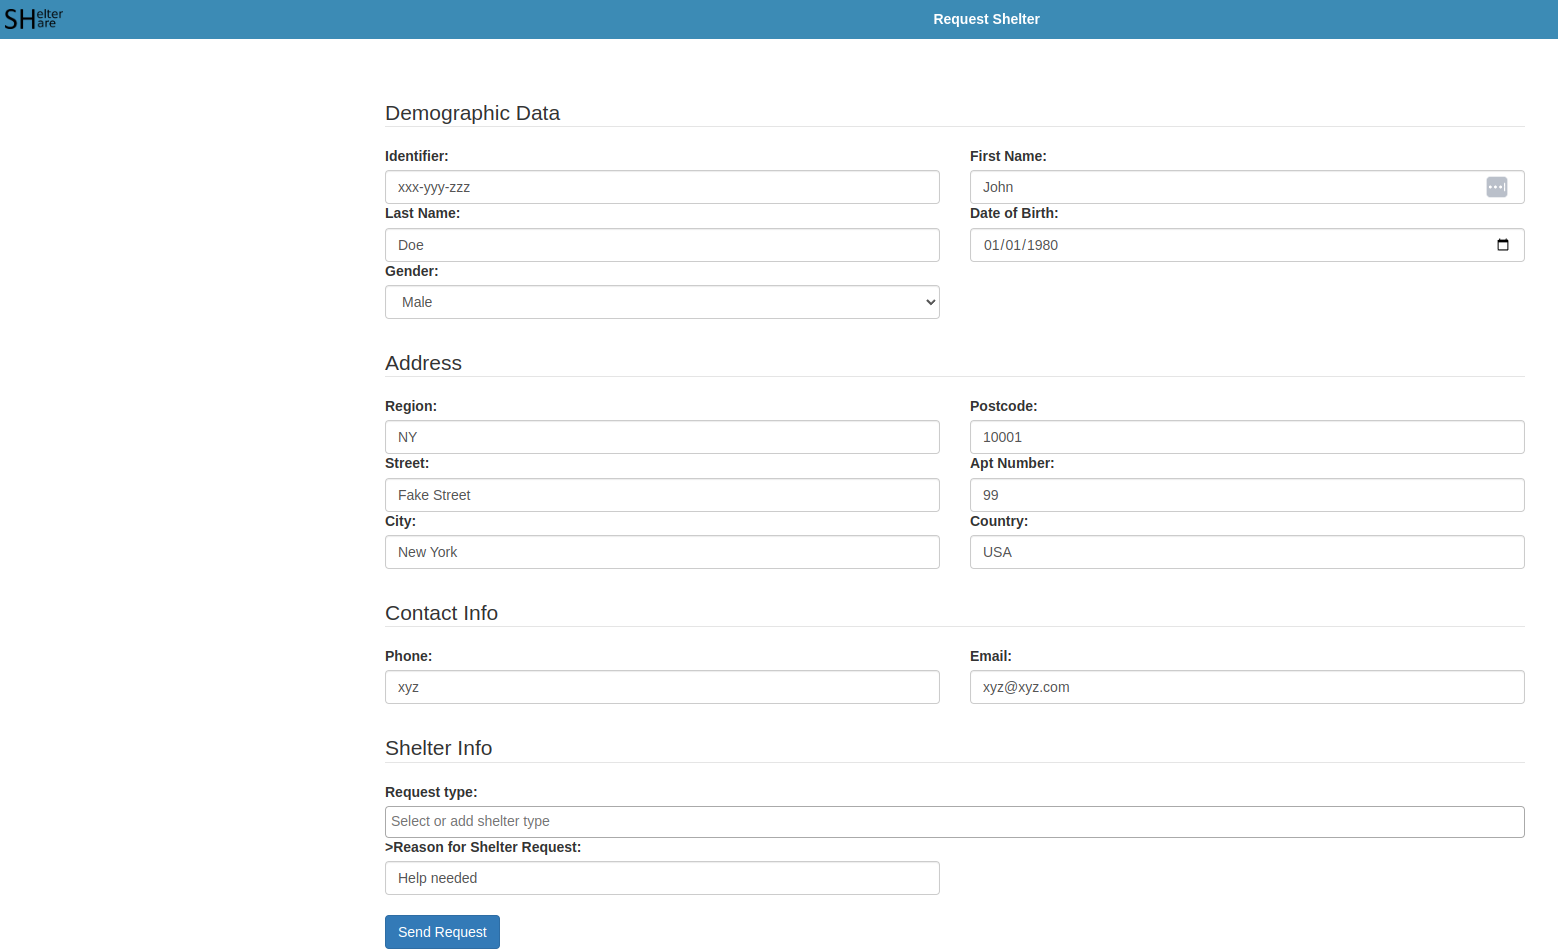 SHelter
Hare
Request Shelter
Demographic Data
Identifier: First Name:
xxx-yyy-zzz John
Last Name: Date of Birth:
Doe 01/01/1980
Gender:
Male
Address
Region: Postcode:
NY 10001
Street: Apt Number:
Fake Street 99
City: Country:
New York USA
Contact Info
Phone: Email:
xyz xyz@xyz.com
Shelter Info
Request type:
Select or add shelter type
>Reason for Shelter Request:
Help needed
Send Request